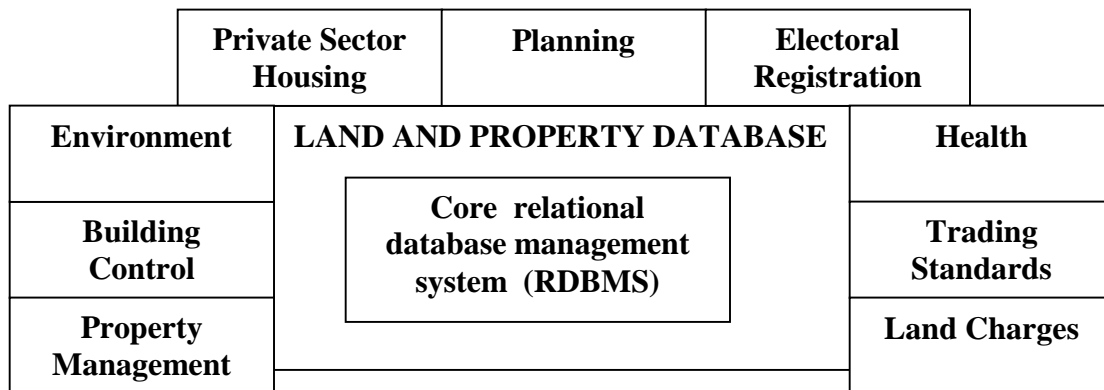 Private Sector
Housing
Planning
Electoral
Registration
Environment
LAND AND PROPERTY DATABASE
Health
Building
Control
Core relational
database management
system (RDBMS)
Trading
Standards
Property
Management
Land Charges